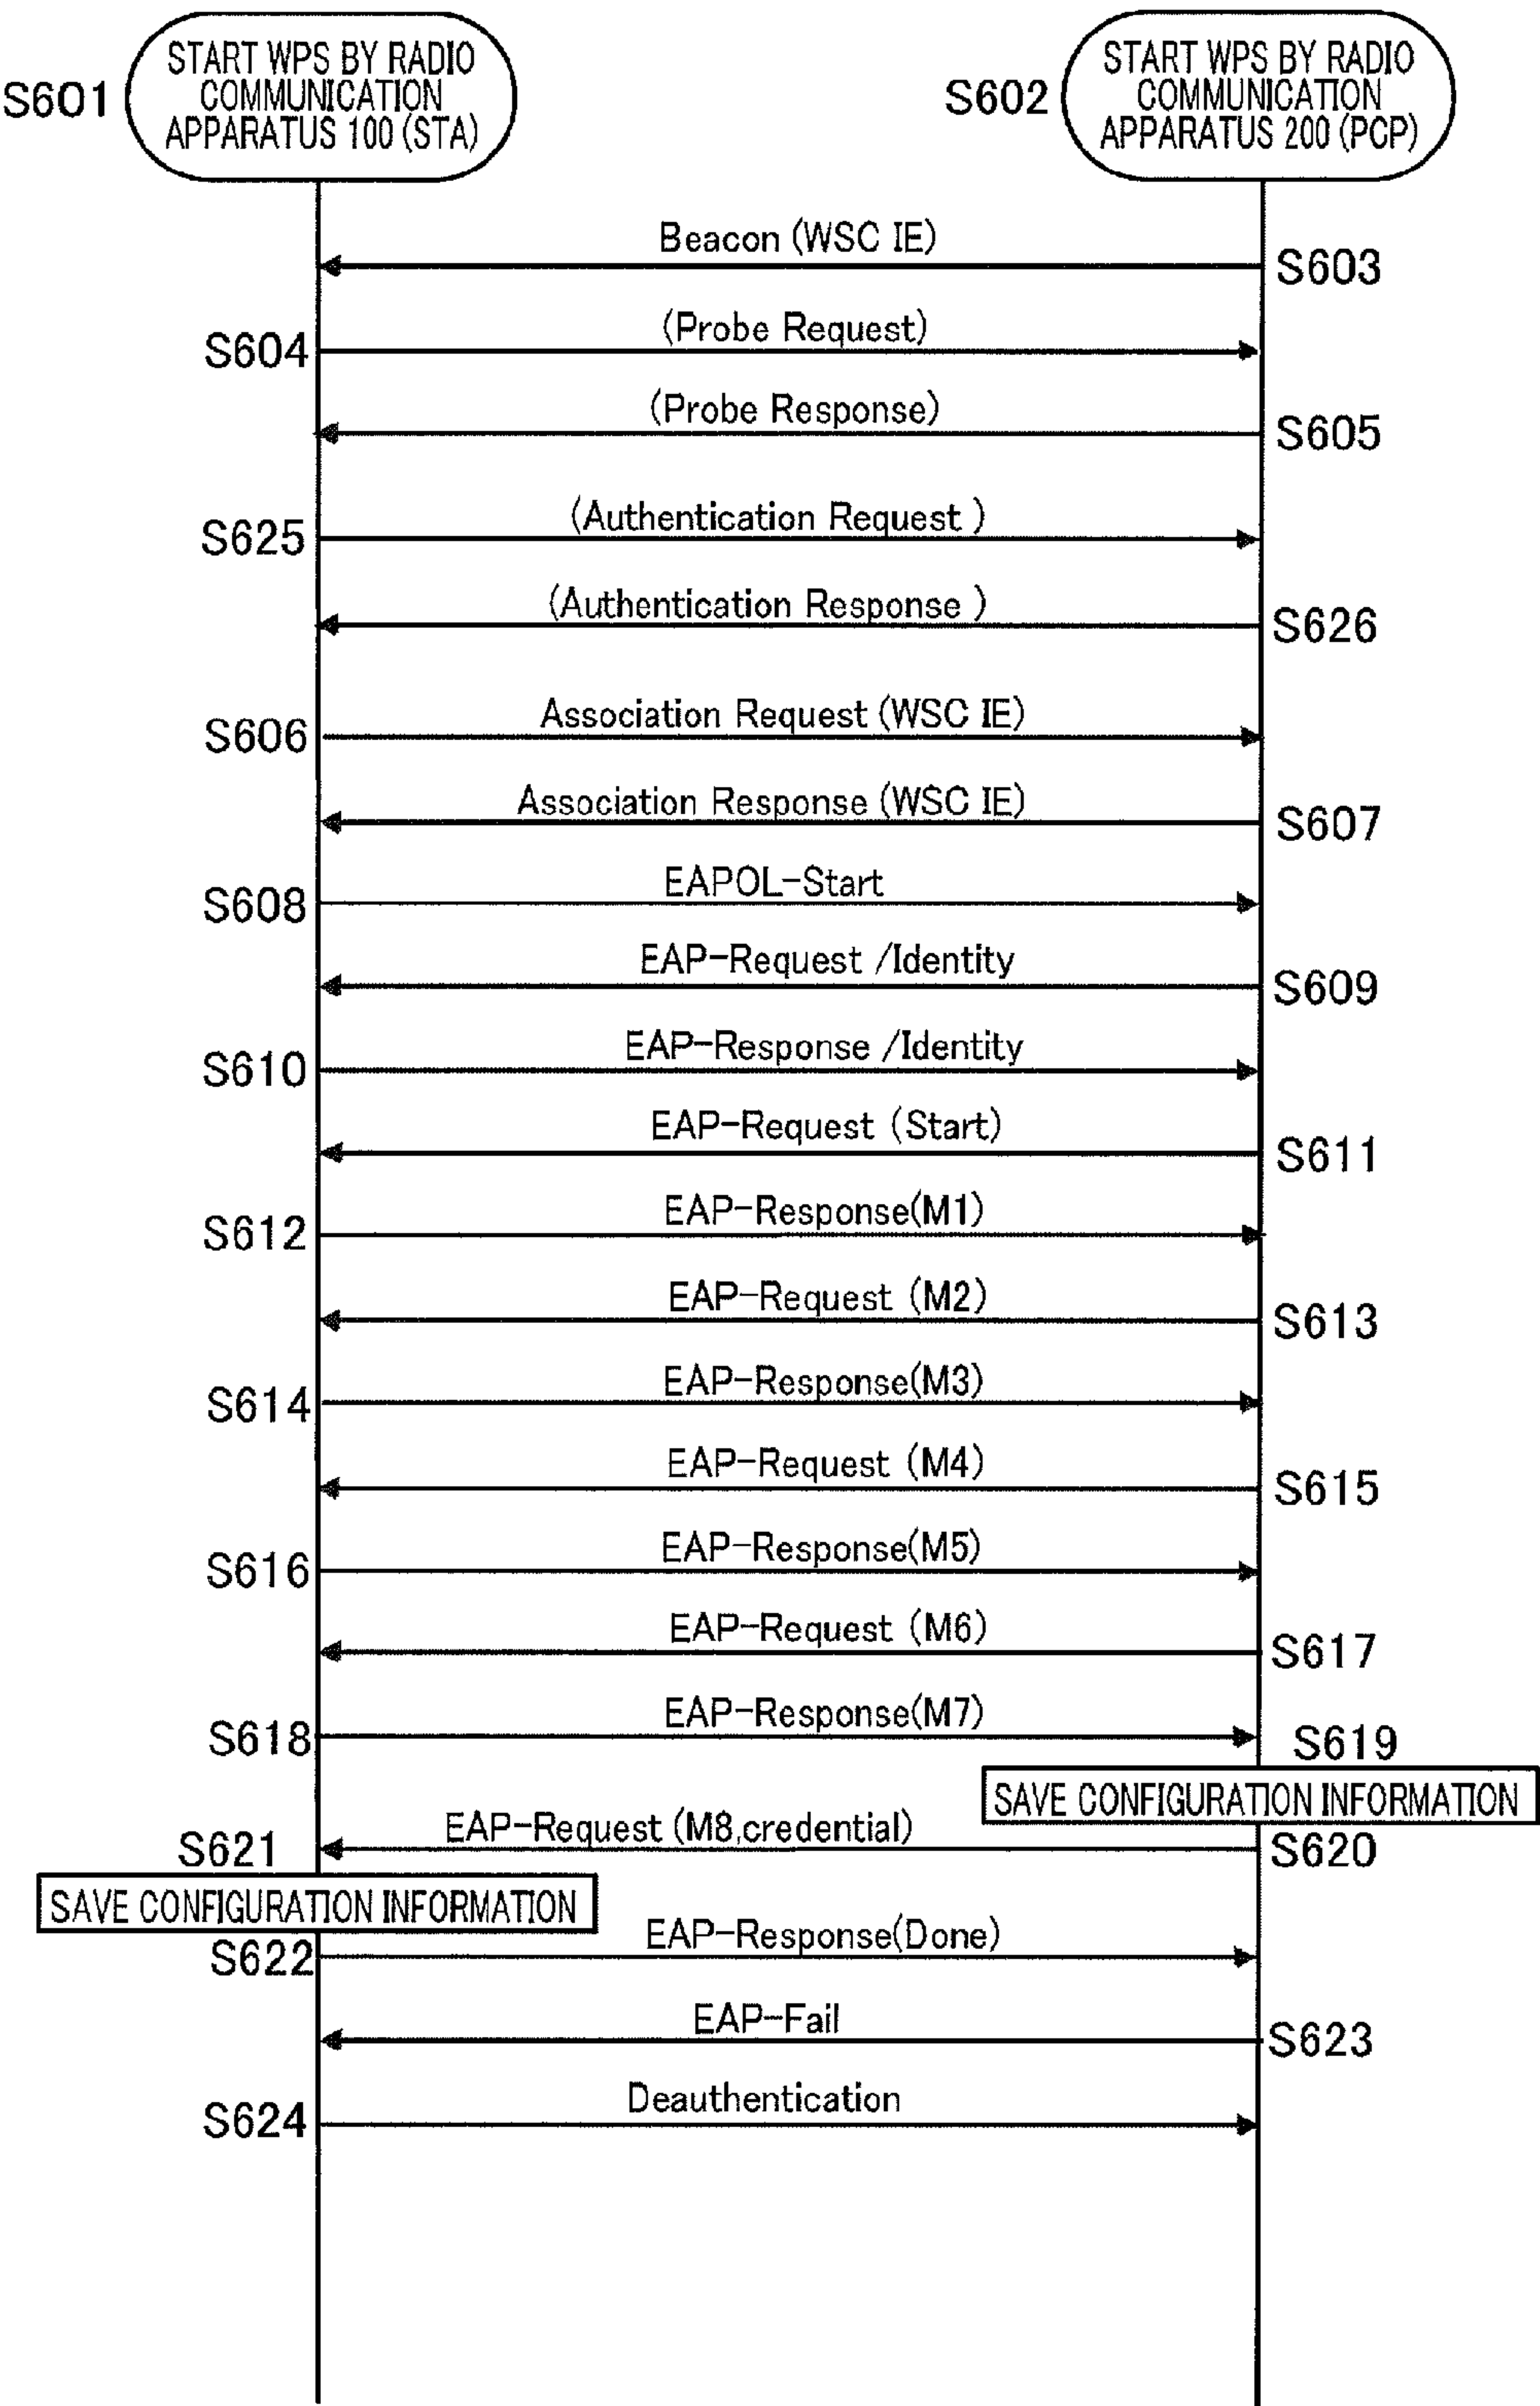 S601
START WPS BY RADIO
COMMUNICATION
APPARATUS 100 (STA)
S602
START WPS BY RADIO
COMMUNICATION
APPARATUS 200 (PCP)
Beacon (WSC IE)
S603
(Probe Request)
S604
(Probe Response)
S605
(Authentication Request )
S625
(Authentication Response )
S626
Association Request (WSC IE)
S606
Association Response (WSC IE)
S607
EAPOL-Start
S608
EAP-Request /Identity
S609
EAP-Response /Identity
S610
EAP-Request (Start)
S611
EAP-Response(M1)
S612
EAP-Request (M2)
S613
EAP-Response(M3)
S614
EAP-Request (M4)
S615
EAP-Response(M5)
S616
EAP-Request (M6)
S617
EAP-Response(M7)
S618
S619
SAVE CONFIGURATION INFORMATION
EAP-Request (M8,credential)
S620
S621
SAVE CONFIGURATION INFORMATION
EAP-Response(Done)
S622
EAP-Fail
S623
Deauthentication
S624